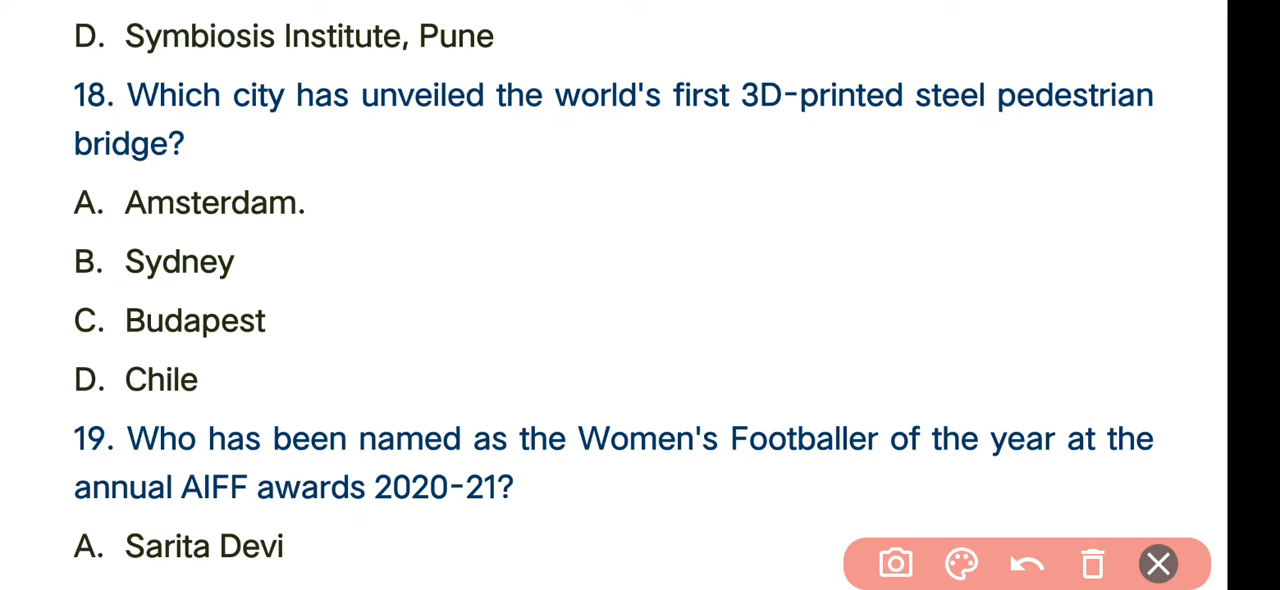 D. Symbiosis Institute, Pune
18. Which city has unveiled the world's first 3D-printed steel pedestrian
bridge?
A. Amsterdam.
B. Sydney
C. Budapest
D. Chile
19. Who has been named as the Women's Footballer of the year at the
annual AIFF awards 2020-21?
A. Sarita Devi